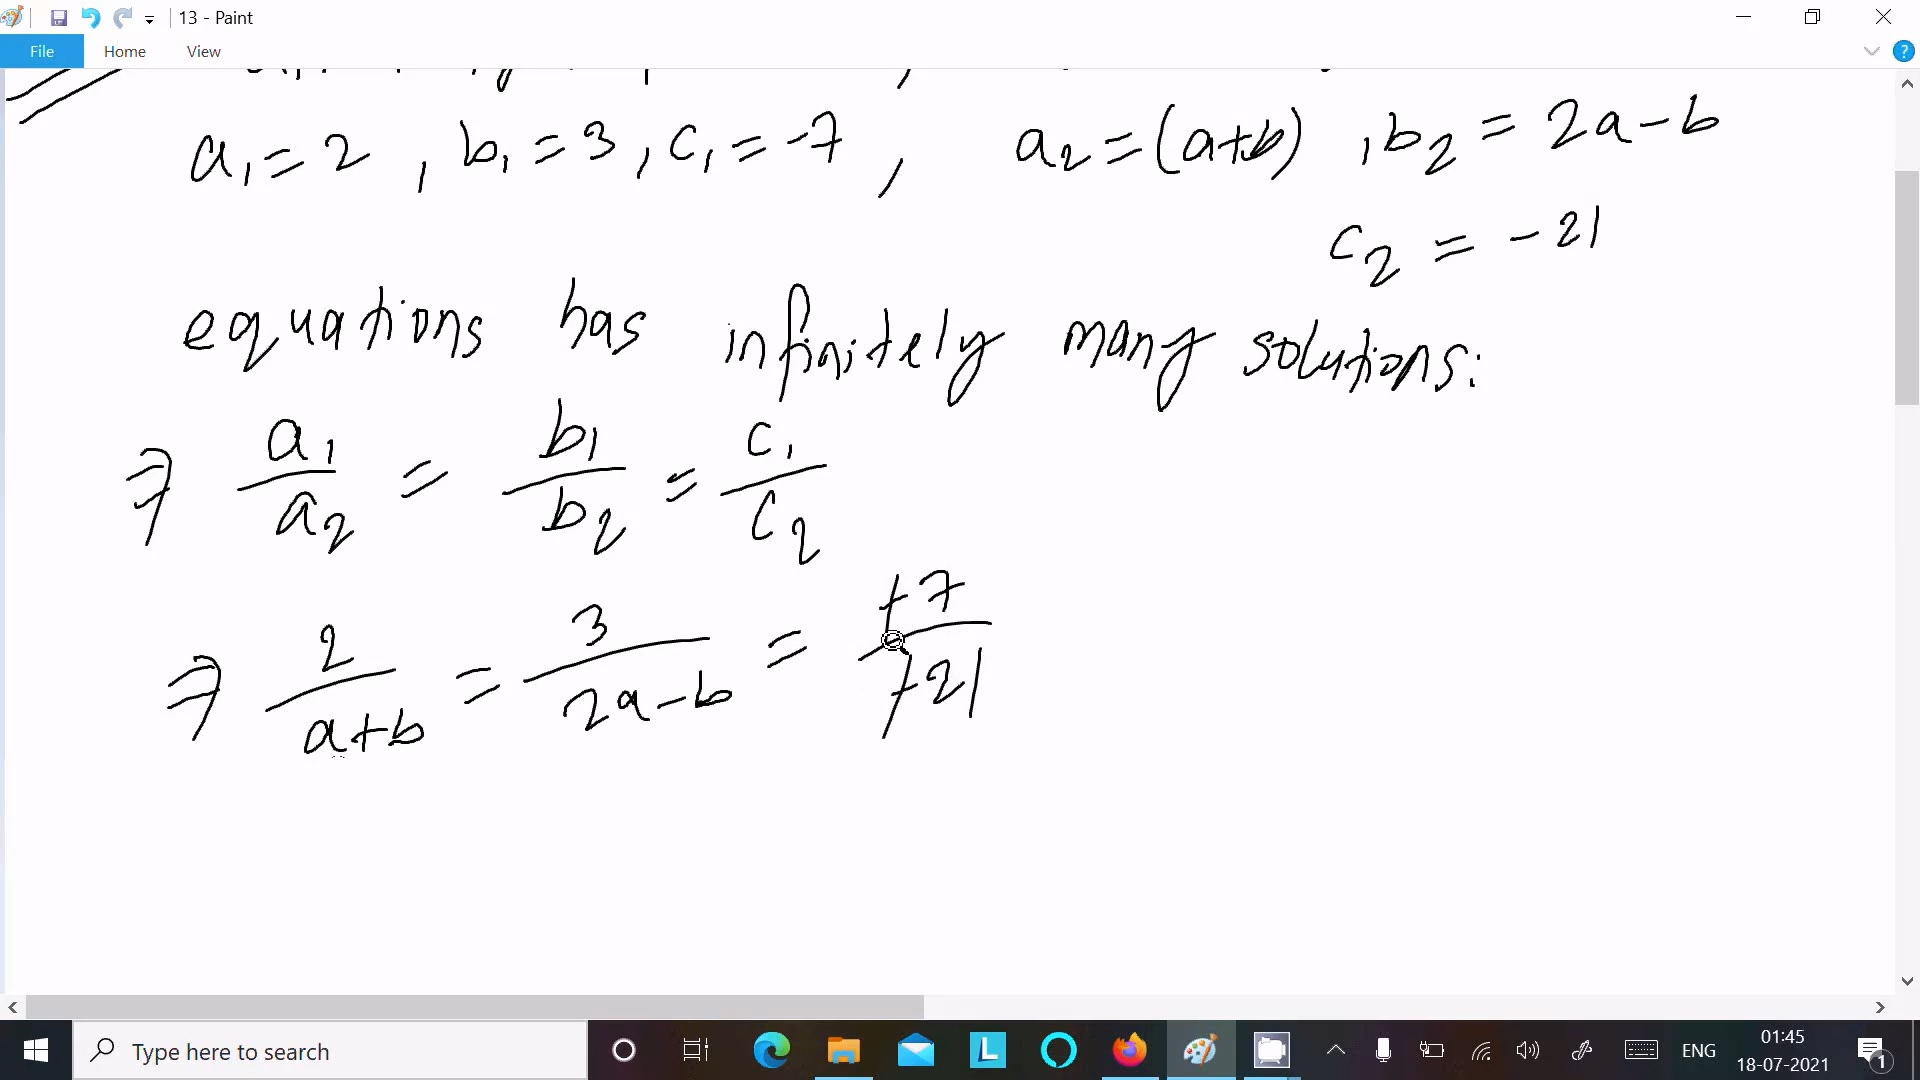 13 - Paint
File Home View
a₁ = 2 , b₁ = 3 , c₁ = -7 , a₂ = (a+b) , b₂ = 2a-b
c₂ = -21
equations has infinitely many solutions:
⇒ a₁/a₂ = b₁/b₂ = c₁/c₂
⇒ 2/(a+b) = 3/(2a-b) = -7/-21
Type here to search
ENG
01:45
18-07-2021
1